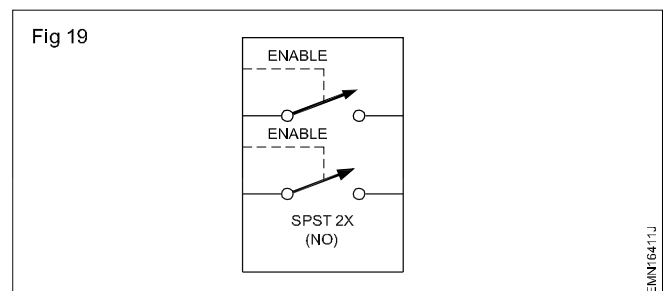 Fig 19
ENABLE
ENABLE
SPST 2X
(NO)
EMN16411J